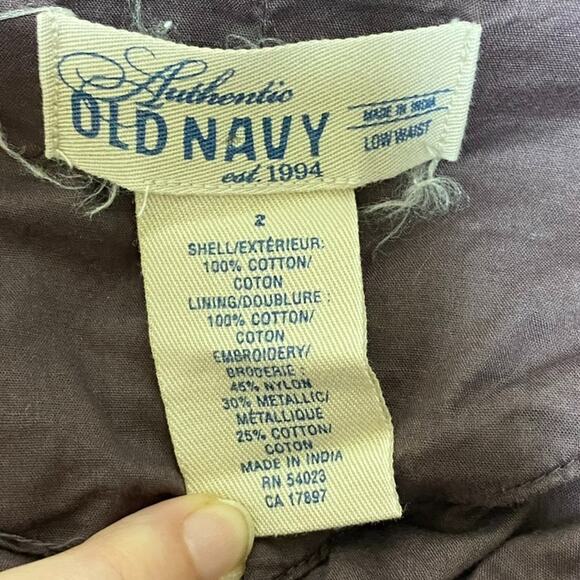 Authentic
OLD NAVY
est. 1994
MADE IN INDIA
LOW WAIST
2
SHELL/EXTÉRIEUR:
100% COTTON/
COTON
LINING/DOUBLURE :
100% COTTON/
COTON
EMBROIDERY/
BRODERIE :
45% NYLON
30% METALLIC/
MÉTALLIQUE
25% COTTON/
COTON
MADE IN INDIA
RN 54023
CA 17897